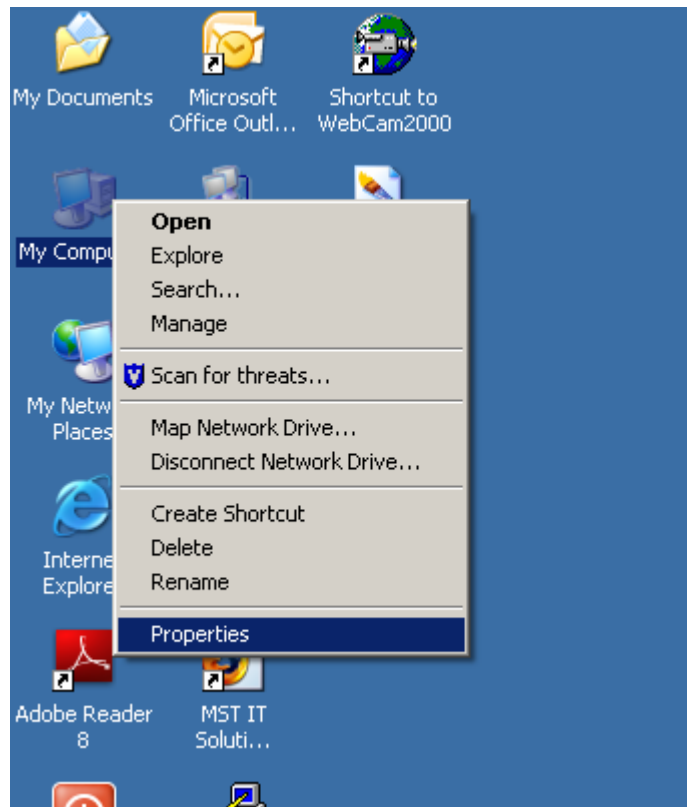 My Documents
Microsoft
Office Outl...
Shortcut to
WebCam2000
My Compu
Open
Explore
Search...
Manage
Scan for threats...
Map Network Drive...
Disconnect Network Drive...
Create Shortcut
Delete
Rename
Properties
My Netw
Places
Interne
Explore
Adobe Reader
8
MST IT
Soluti...